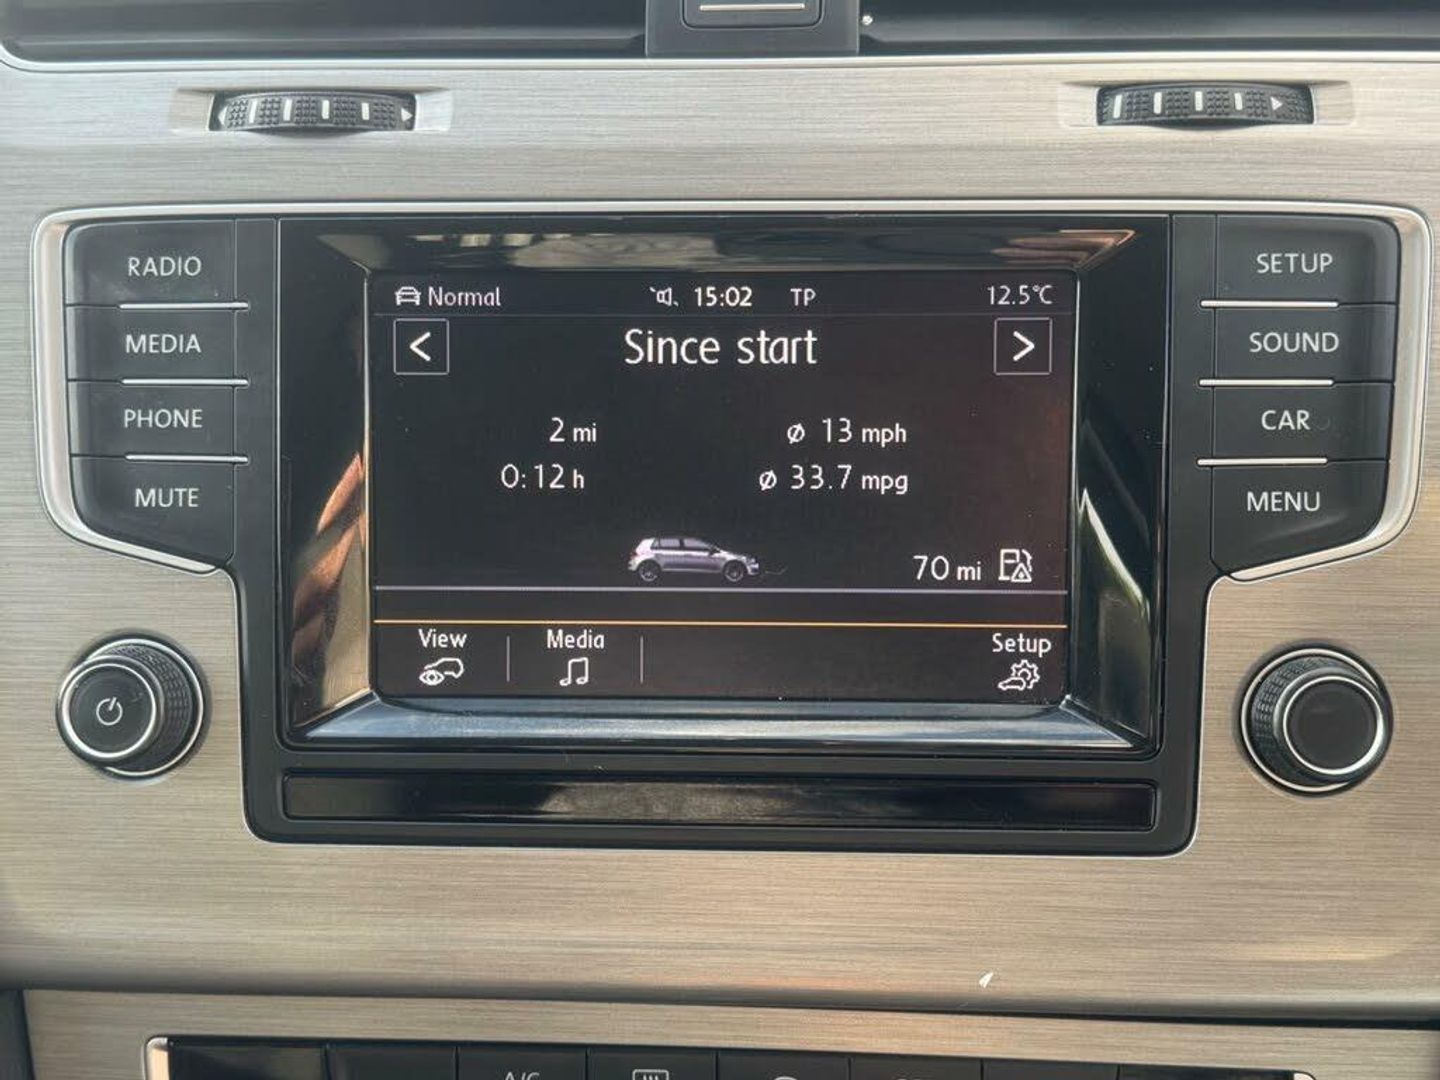 RADIO
MEDIA
PHONE
MUTE
Normal 15:02 TP 12.5°C
< Since start >
2 mi ø 13 mph
0:12 h ø 33.7 mpg
70 mi
View Media Setup
SETUP
SOUND
CAR
MENU
A/C